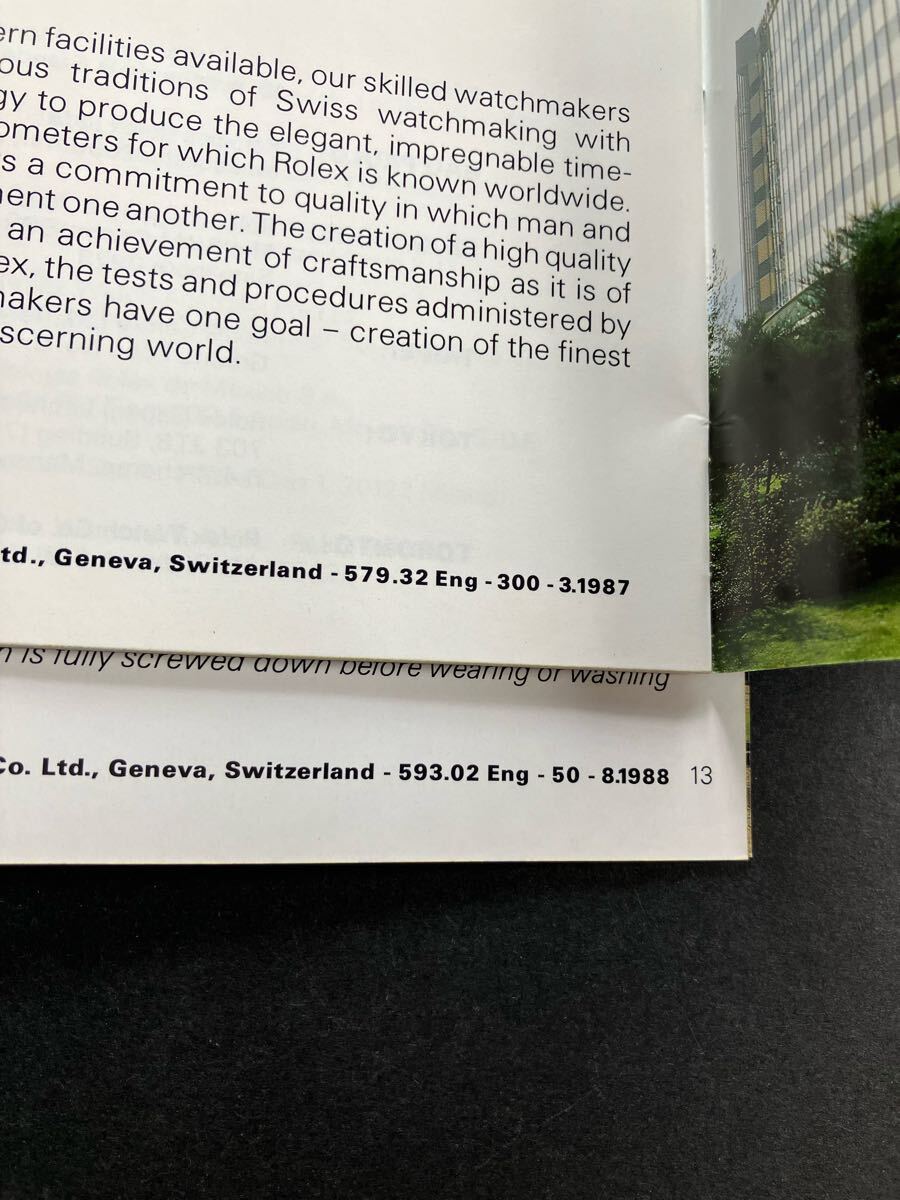 ern facilities available, our skilled watchmakers
ous traditions of Swiss watchmaking with
gy to produce the elegant, impregnable time-
ometers for which Rolex is known worldwide.
s a commitment to quality in which man and
ent one another. The creation of a high quality
an achievement of craftsmanship as it is of
ex, the tests and procedures administered by
makers have one goal – creation of the finest
scerning world.
td., Geneva, Switzerland - 579.32 Eng - 300 - 3.1987
n is fully screwed down before wearing or washing
Co. Ltd., Geneva, Switzerland - 593.02 Eng - 50 - 8.1988 13